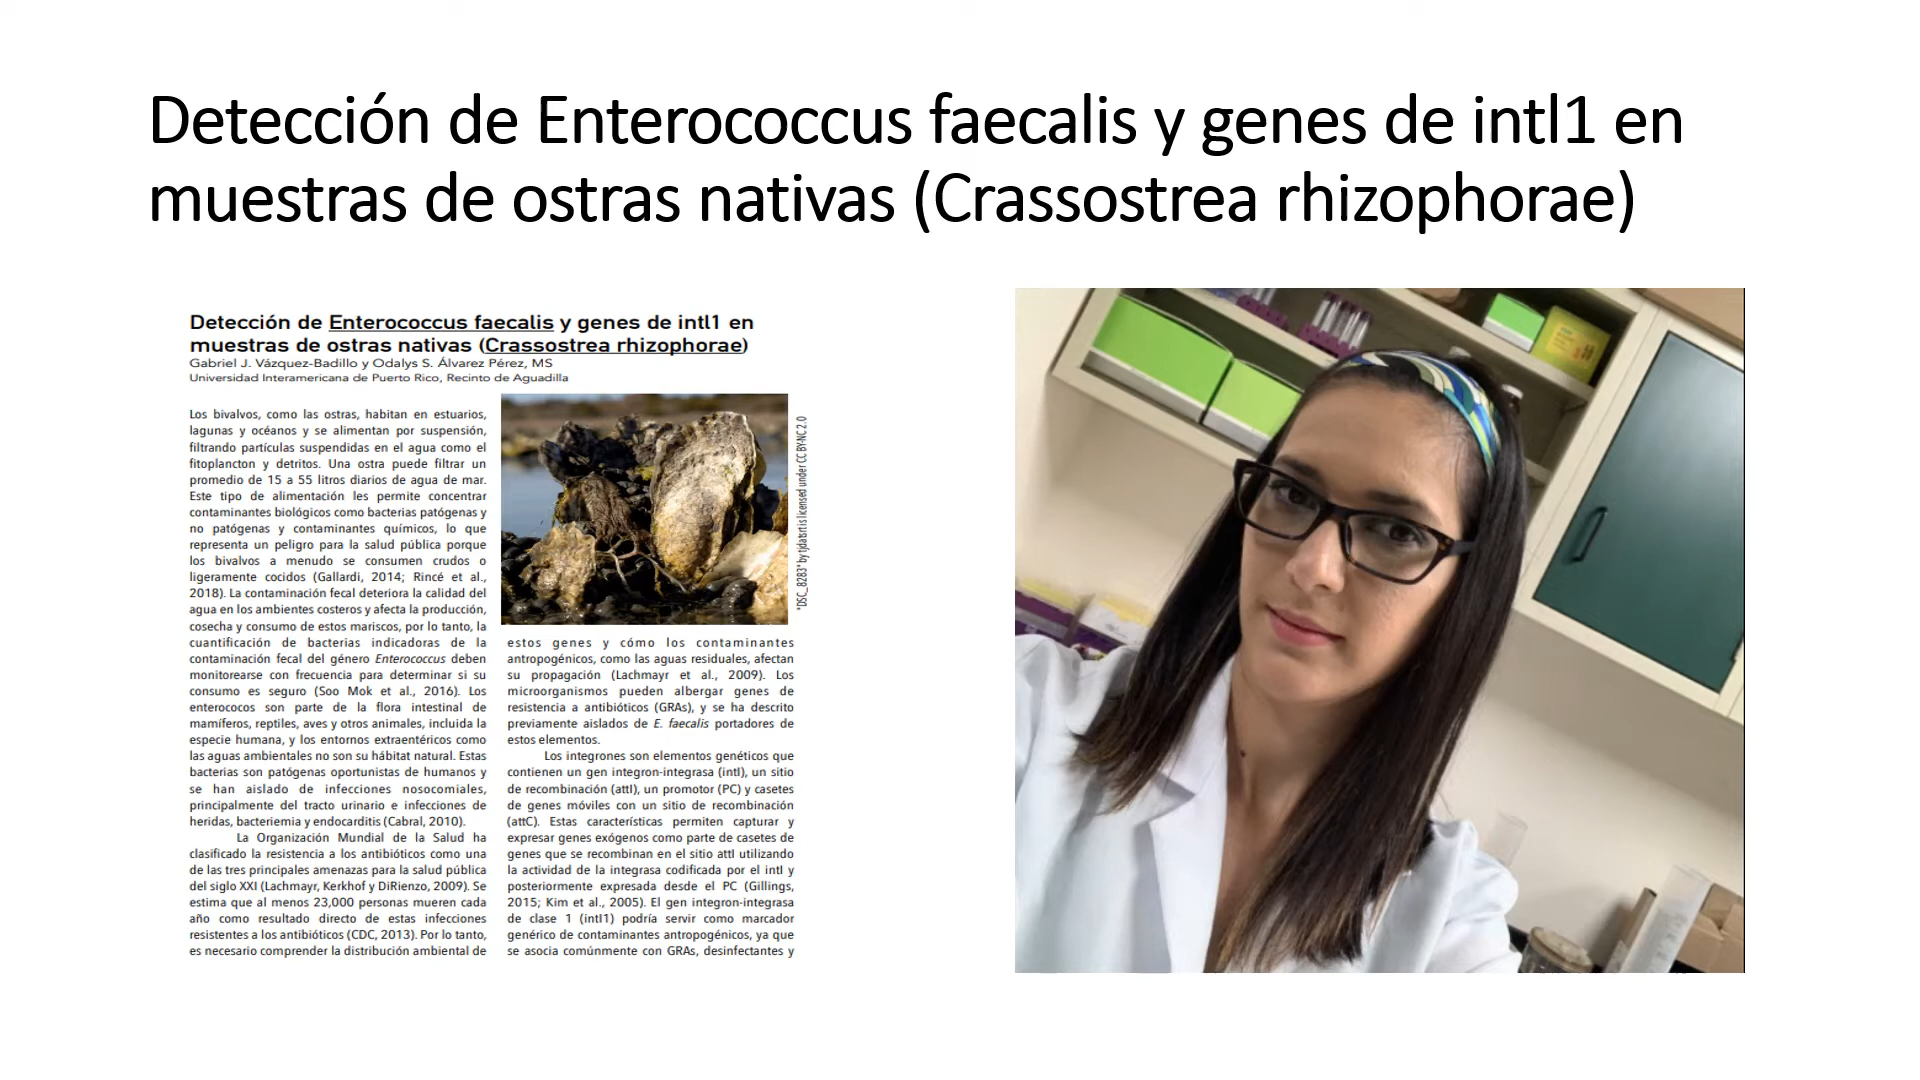 Detección de Enterococcus faecalis y genes de intl1 en
muestras de ostras nativas (Crassostrea rhizophorae)
Detección de Enterococcus faecalis y genes de intl1 en
muestras de ostras nativas (Crassostrea rhizophorae)
Gabriel J. Vázquez-Badillo y Odalys S. Álvarez Pérez, MS
Universidad Interamericana de Puerto Rico, Recinto de Aguadilla
Los bivalvos, como las ostras, habitan en estuarios,
lagunas y océanos y se alimentan por suspensión,
filtrando partículas suspendidas en el agua como el
fitoplancton y detritos. Una ostra puede filtrar un
promedio de 15 a 55 litros diarios de agua de mar.
Este tipo de alimentación les permite concentrar
contaminantes biológicos como bacterias patógenas y
no patógenas y contaminantes químicos, lo que
representa un peligro para la salud pública porque
los bivalvos a menudo se consumen crudos o
ligeramente cocidos (Gallardi, 2014; Rincé et al.,
2018). La contaminación fecal deteriora la calidad del
agua en los ambientes costeros y afecta la producción,
cosecha y consumo de estos mariscos, por lo tanto, la
cuantificación de bacterias indicadoras de la
contaminación fecal del género Enterococcus deben
monitorearse con frecuencia para determinar si su
consumo es seguro (Soo Mok et al., 2016). Los
enterococos son parte de la flora intestinal de
mamíferos, reptiles, aves y otros animales, incluida la
especie humana, y los entornos extraentéricos como
las aguas ambientales no son su hábitat natural. Estas
bacterias son patógenas oportunistas de humanos y
se han aislado de infecciones nosocomiales,
principalmente del tracto urinario e infecciones de
heridas, bacteriemia y endocarditis (Cabral, 2010).
La Organización Mundial de la Salud ha
clasificado la resistencia a los antibióticos como una
de las tres principales amenazas para la salud pública
del siglo XXI (Lachmayr, Kerkhof y DiRienzo, 2009). Se
estima que al menos 23,000 personas mueren cada
año como resultado directo de estas infecciones
resistentes a los antibióticos (CDC, 2013). Por lo tanto,
es necesario comprender la distribución ambiental de
"DSC_8283" by tjdatsrt is licensed under CC BY-NC 2.0
estos genes y cómo los contaminantes
antropogénicos, como las aguas residuales, afectan
su propagación (Lachmayr et al., 2009). Los
microorganismos pueden albergar genes de
resistencia a antibióticos (GRAs), y se ha descrito
previamente aislados de E. faecalis portadores de
estos elementos.
Los integrones son elementos genéticos que
contienen un gen integron-integrasa (intI), un sitio
de recombinación (attI), un promotor (PC) y casetes
de genes móviles con un sitio de recombinación
(attC). Estas características permiten capturar y
expresar genes exógenos como parte de casetes de
genes que se recombinan en el sitio attI utilizando
la actividad de la integrasa codificada por el intI y
posteriormente expresada desde el PC (Gillings,
2015; Kim et al., 2005). El gen integron-integrasa
de clase 1 (intI1) podría servir como marcador
genérico de contaminantes antropogénicos, ya que
se asocia comúnmente con GRAs, desinfectantes y